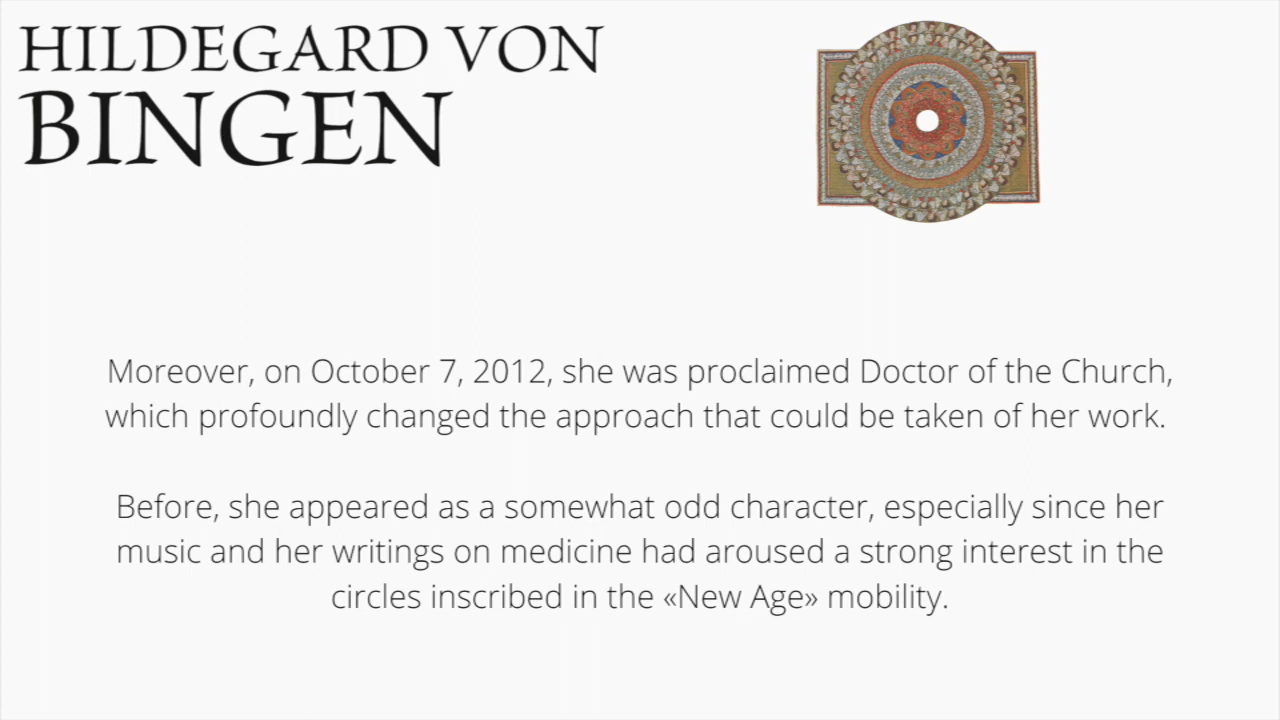 HILDEGARD VON
BINGEN
Moreover, on October 7, 2012, she was proclaimed Doctor of the Church,
which profoundly changed the approach that could be taken of her work.
Before, she appeared as a somewhat odd character, especially since her
music and her writings on medicine had aroused a strong interest in the
circles inscribed in the «New Age» mobility.